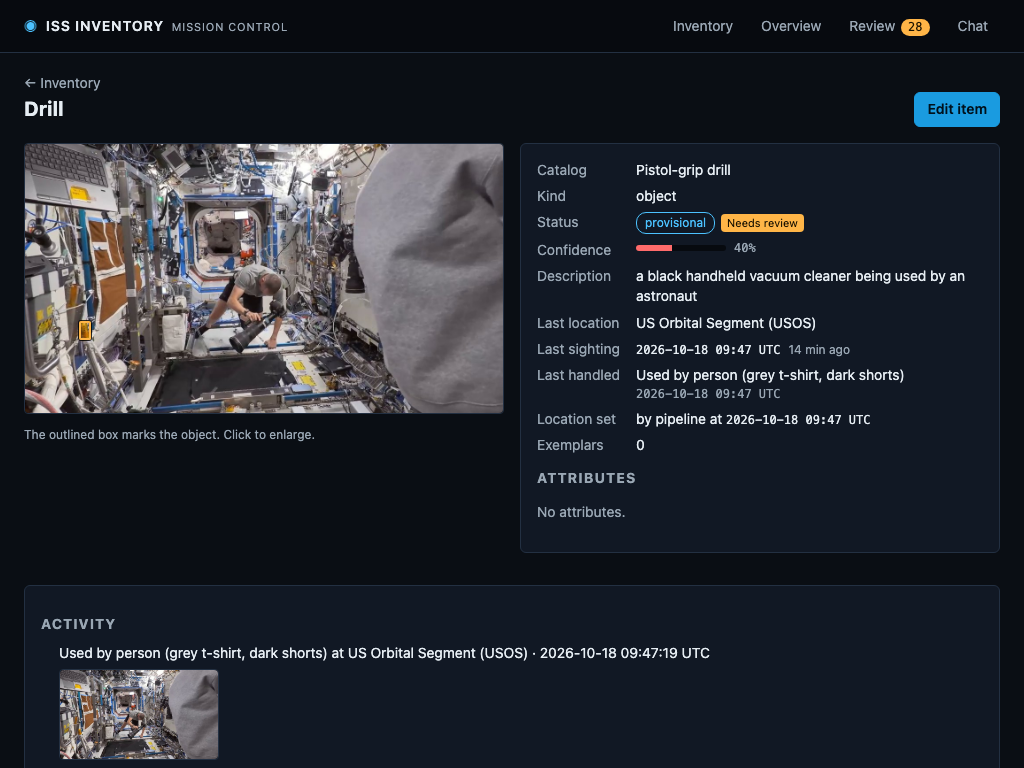 ISS INVENTORY MISSION CONTROL
Inventory Overview Review 28 Chat
← Inventory
Drill
Edit item
The outlined box marks the object. Click to enlarge.
Catalog Pistol-grip drill
Kind object
Status provisional Needs review
Confidence 40%
Description a black handheld vacuum cleaner being used by an
astronaut
Last location US Orbital Segment (USOS)
Last sighting 2026-10-18 09:47 UTC 14 min ago
Last handled Used by person (grey t-shirt, dark shorts)
2026-10-18 09:47 UTC
Location set by pipeline at 2026-10-18 09:47 UTC
Exemplars 0
ATTRIBUTES
No attributes.
ACTIVITY
Used by person (grey t-shirt, dark shorts) at US Orbital Segment (USOS) · 2026-10-18 09:47:19 UTC